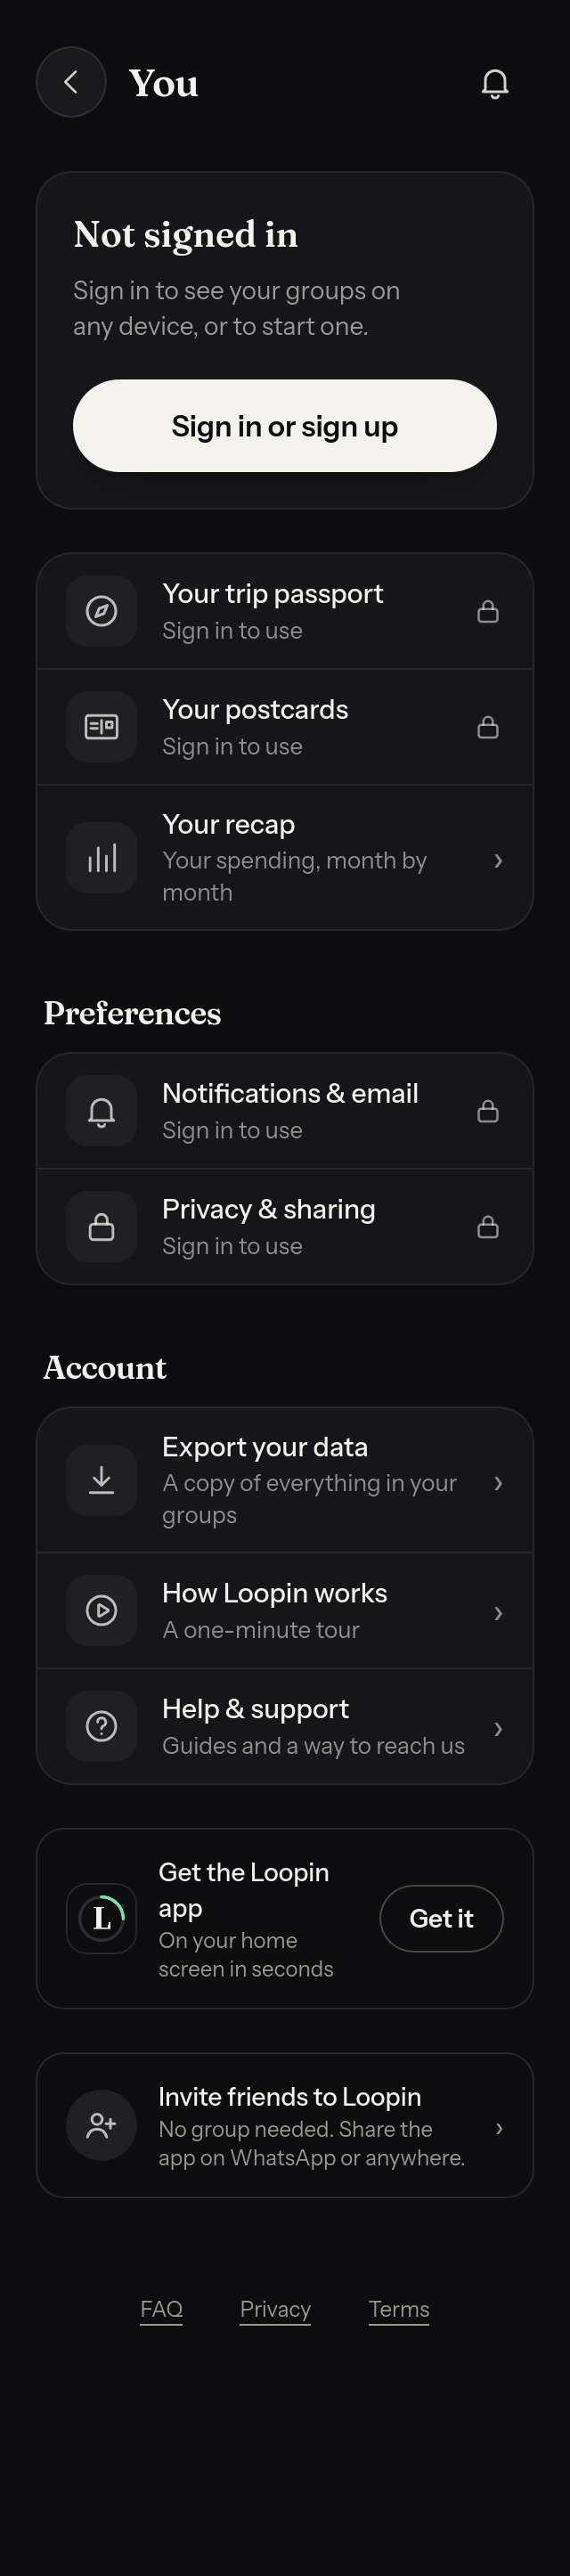 You
Not signed in
Sign in to see your groups on
any device, or to start one.
Sign in or sign up
Your trip passport
Sign in to use
Your postcards
Sign in to use
Your recap
Your spending, month by
month
Preferences
Notifications & email
Sign in to use
Privacy & sharing
Sign in to use
Account
Export your data
A copy of everything in your
groups
How Loopin works
A one-minute tour
Help & support
Guides and a way to reach us
L
Get the Loopin
app
On your home
screen in seconds
Get it
Invite friends to Loopin
No group needed. Share the
app on WhatsApp or anywhere.
FAQ Privacy Terms